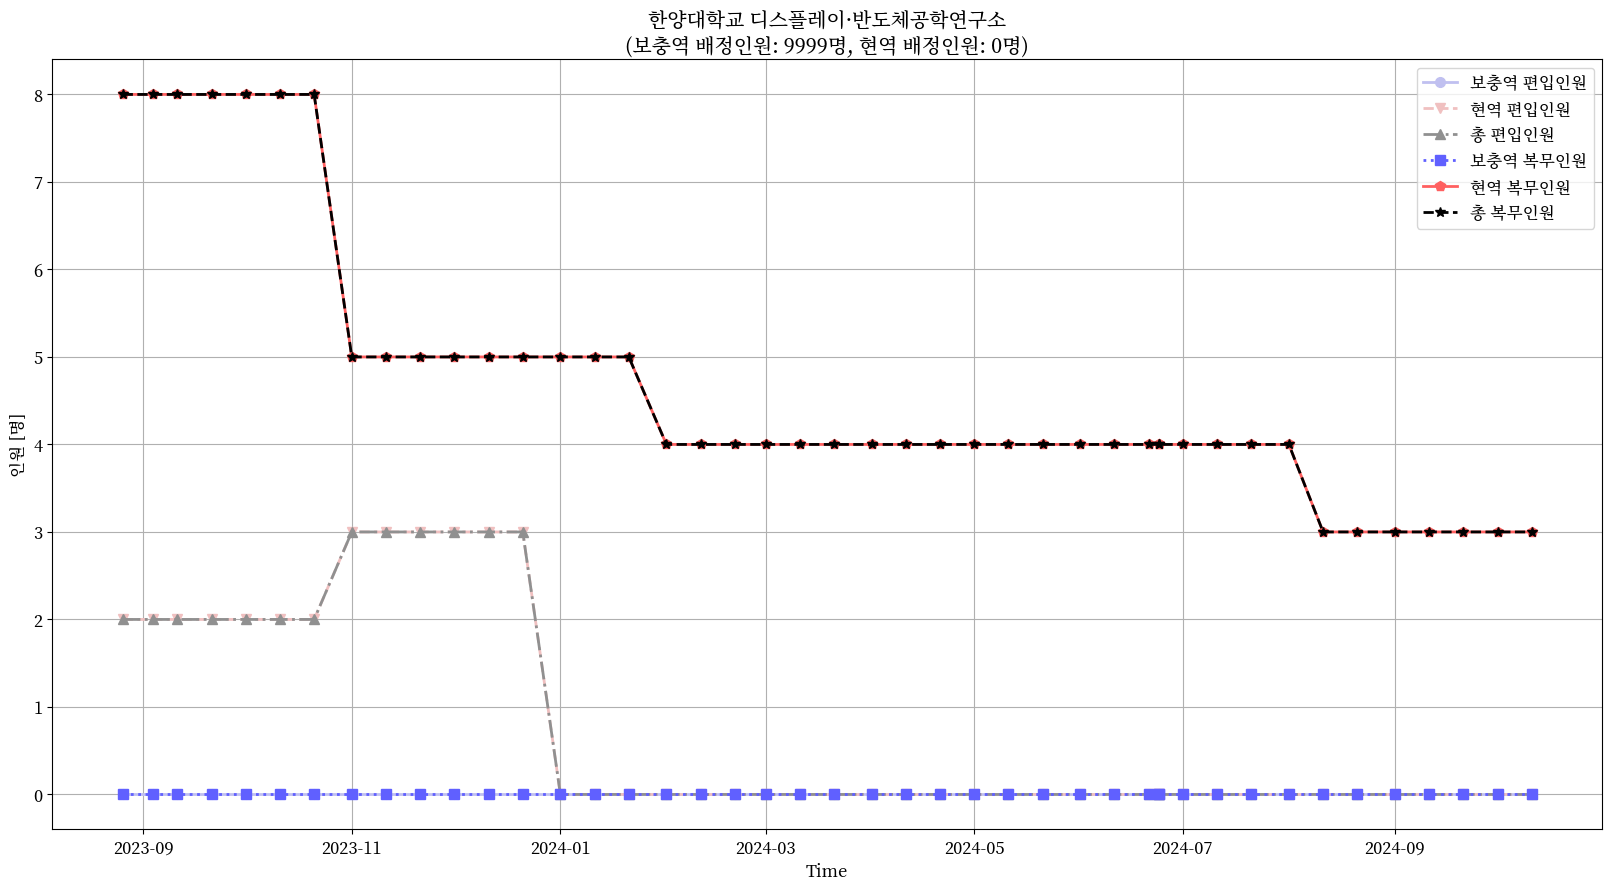 한양대학교 디스플레이·반도체공학연구소
(보충역 배정인원: 9999명, 현역 배정인원: 0명)
보충역 편입인원
현역 편입인원
총 편입인원
보충역 복무인원
현역 복무인원
총 복무인원
인원 [명]
8
7
6
5
4
3
2
1
0
2023-09 2023-11 2024-01 2024-03 2024-05 2024-07 2024-09
Time